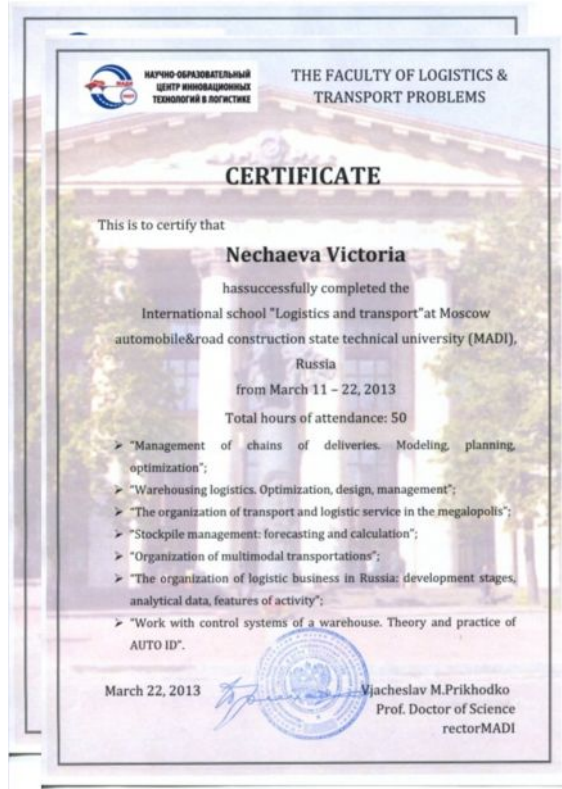 НАУЧНО-ОБРАЗОВАТЕЛЬНЫЙ
ЦЕНТР ИННОВАЦИОННЫХ
ТЕХНОЛОГИЙ В ЛОГИСТИКЕ
THE FACULTY OF LOGISTICS &
TRANSPORT PROBLEMS
CERTIFICATE
This is to certify that
Nechaeva Victoria
hassuccessfully completed the
International school "Logistics and transport"at Moscow
automobile&road construction state technical university (MADI),
Russia
from March 11 – 22, 2013
Total hours of attendance: 50
➢ "Management of chains of deliveries. Modeling, planning,
optimization";
➢ "Warehousing logistics. Optimization, design, management";
➢ "The organization of transport and logistic service in the megalopolis";
➢ "Stockpile management: forecasting and calculation";
➢ "Organization of multimodal transportations";
➢ "The organization of logistic business in Russia: development stages,
analytical data, features of activity";
➢ "Work with control systems of a warehouse. Theory and practice of
AUTO ID".
March 22, 2013
Vjacheslav M.Prikhodko
Prof. Doctor of Science
rectorMADI